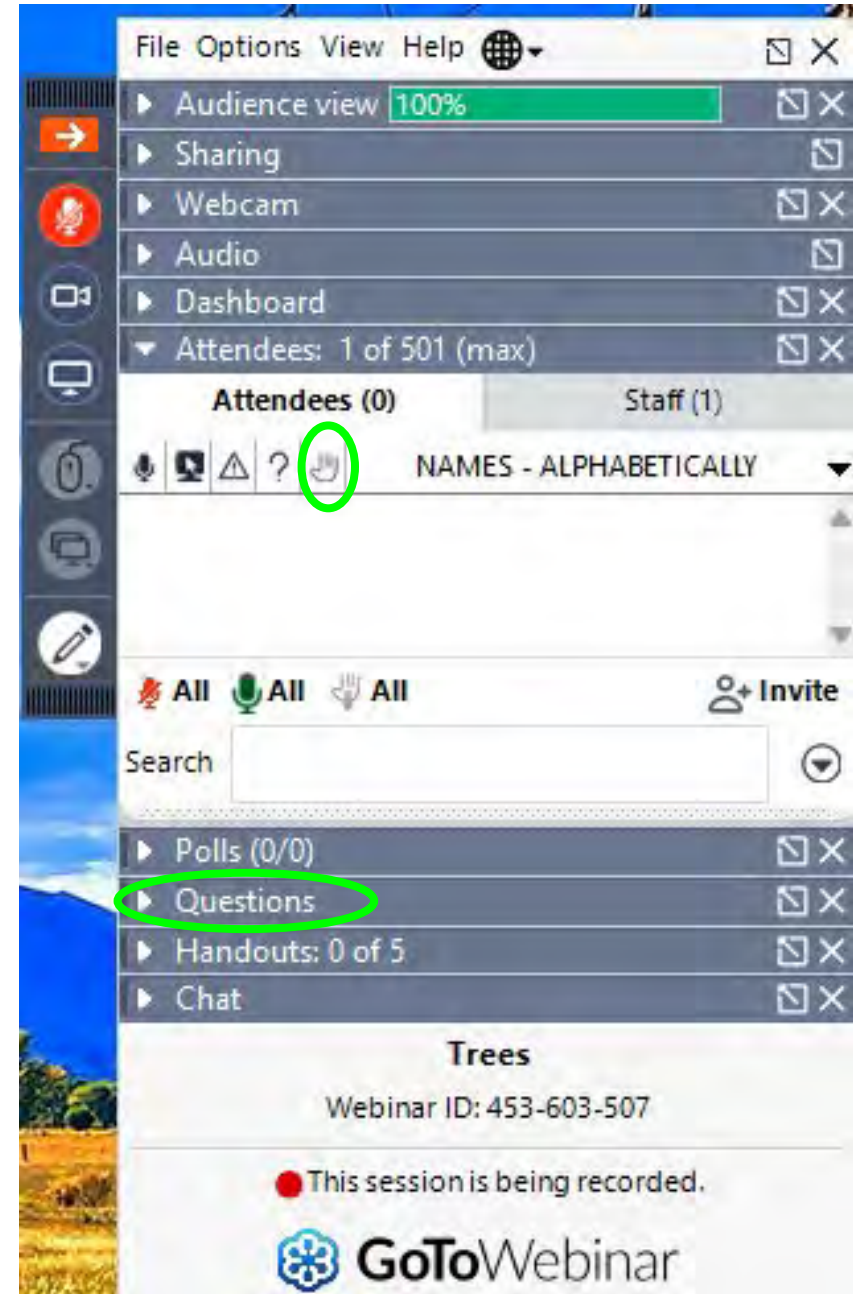 File Options View Help
Audience view 100%
Sharing
Webcam
Audio
Dashboard
Attendees: 1 of 501 (max)
Attendees (0) Staff (1)
? NAMES - ALPHABETICALLY
All All All Invite
Search
Polls (0/0)
Questions
Handouts: 0 of 5
Chat
Trees
Webinar ID: 453-603-507
This session is being recorded.
GoToWebinar